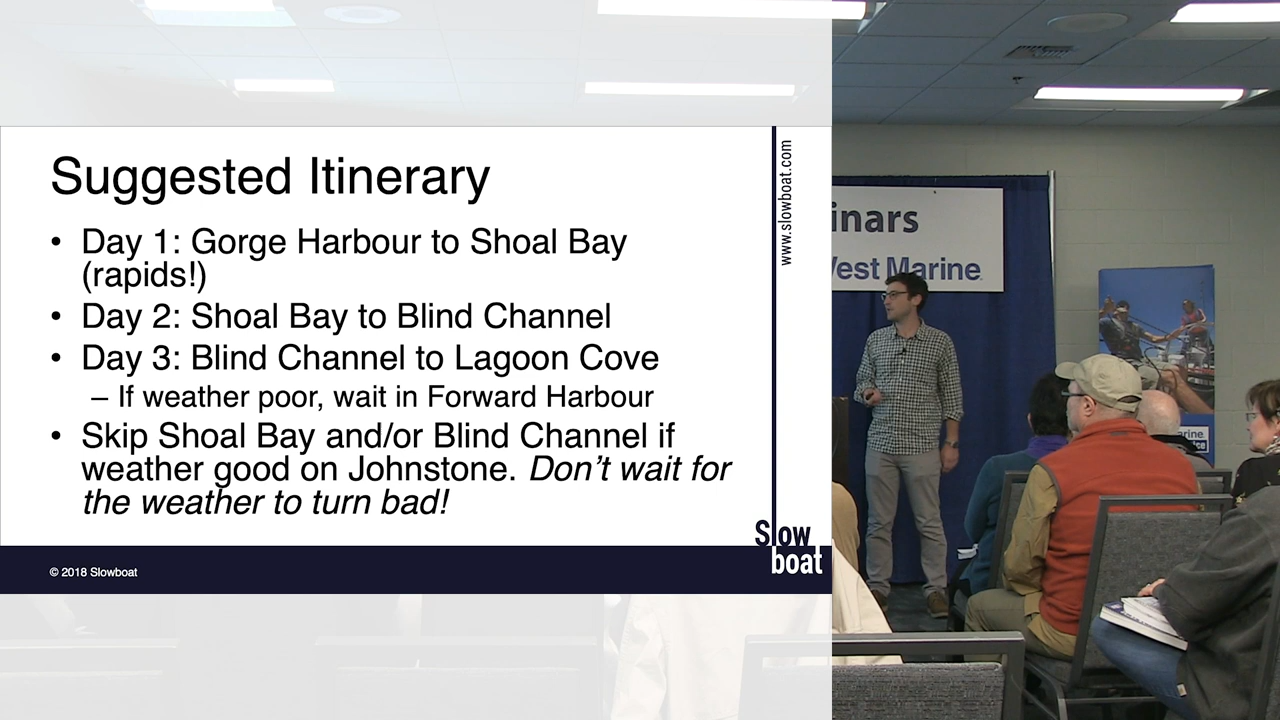 Suggested Itinerary
• Day 1: Gorge Harbour to Shoal Bay
(rapids!)
• Day 2: Shoal Bay to Blind Channel
• Day 3: Blind Channel to Lagoon Cove
– If weather poor, wait in Forward Harbour
• Skip Shoal Bay and/or Blind Channel if
weather good on Johnstone. Don’t wait for
the weather to turn bad!
www.slowboat.com
Slow
boat
© 2018 Slowboat
inars
Vest Marine
arine